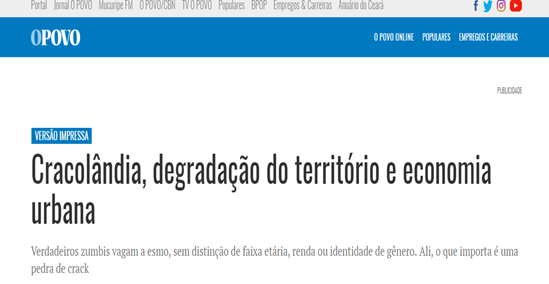 Portal Jornal O POVO Mucuripe FM O POVO/CBN TV O POVO Populares BPOP Empregos & Carreiras Anuário do Ceará
O POVO O POVO ONLINE POPULARES EMPREGOS E CARREIRAS
PUBLICIDADE
VERSÃO IMPRESSA
Cracolândia, degradação do território e economia
urbana
Verdadeiros zumbis vagam a esmo, sem distinção de faixa etária, renda ou identidade de gênero. Ali, o que importa é uma
pedra de crack